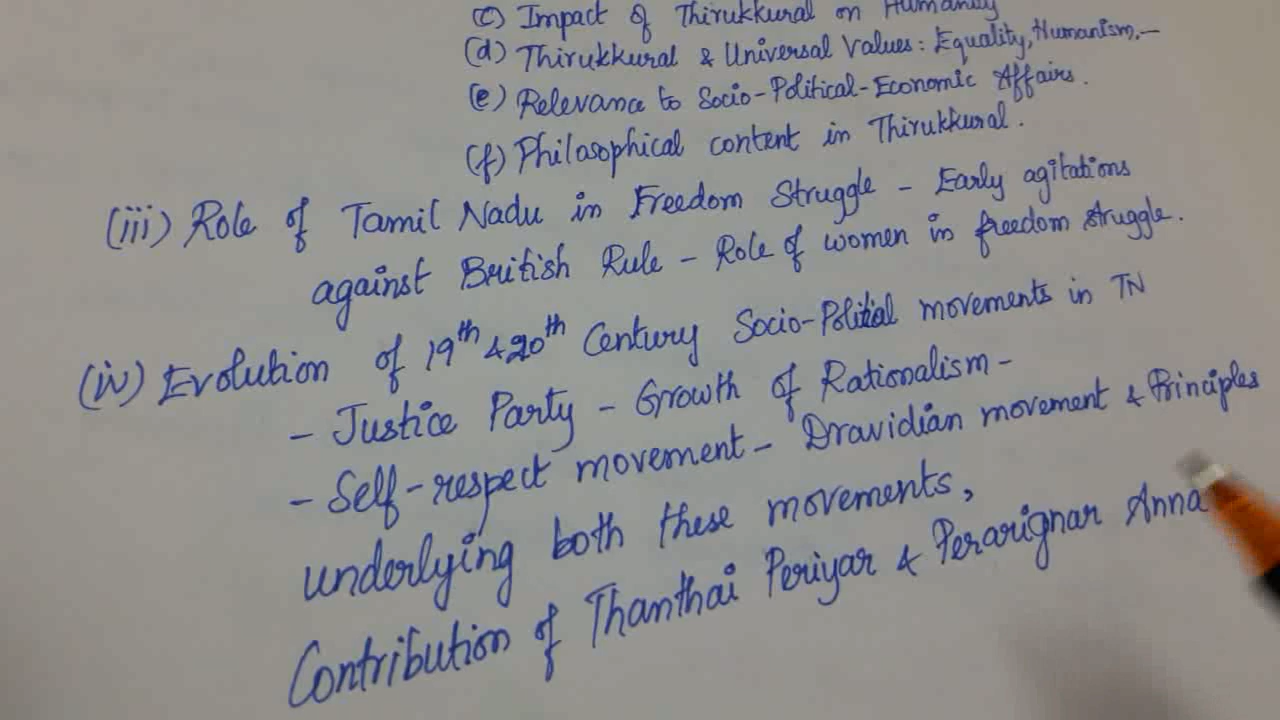 (c) Impact of Thirukkural on Humanity
(d) Thirukkural & Universal Values: Equality, Humanism,—
(e) Relevance to Socio-Political-Economic Affairs.
(f) Philosophical content in Thirukkural.
(iii) Role of Tamil Nadu in Freedom Struggle - Early agitations
against British Rule - Role of women in freedom struggle.
(iv) Evolution of 19th & 20th Century Socio-Political movements in TN
- Justice Party - Growth of Rationalism -
- Self-respect movement - Dravidian movement & Principles
underlying both these movements,
Contribution of Thanthai Periyar & Perarignar Anna